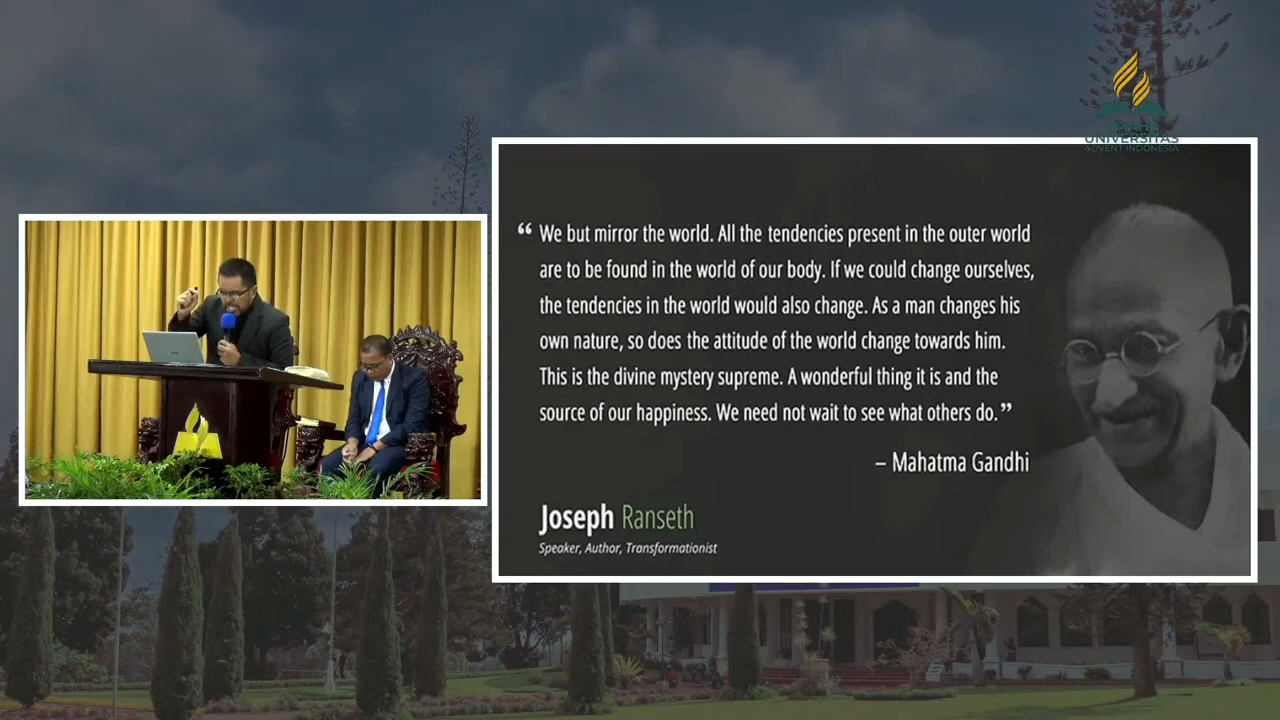 UNIVERSITAS
ADVENT INDONESIA
“ We but mirror the world. All the tendencies present in the outer world
are to be found in the world of our body. If we could change ourselves,
the tendencies in the world would also change. As a man changes his
own nature, so does the attitude of the world change towards him.
This is the divine mystery supreme. A wonderful thing it is and the
source of our happiness. We need not wait to see what others do.”
– Mahatma Gandhi
Joseph Ranseth
Speaker, Author, Transformationist